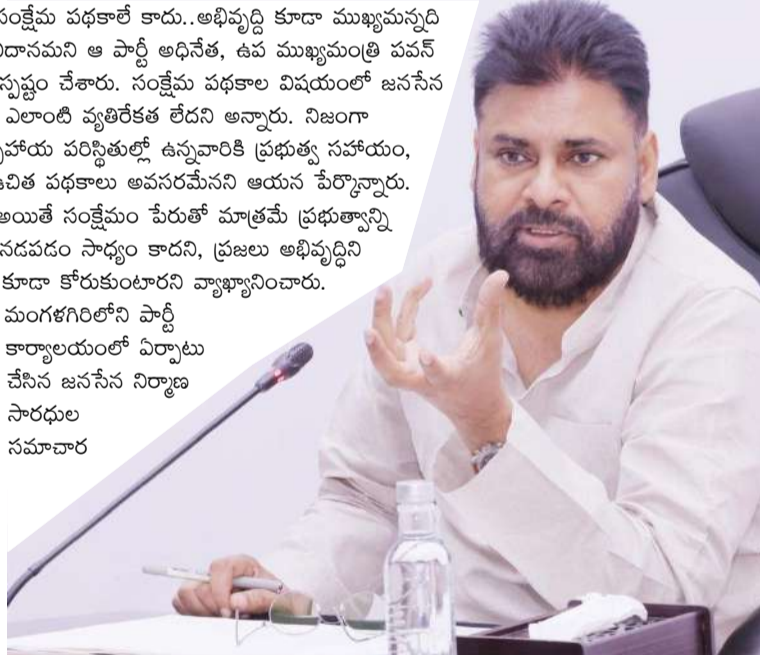 సంక్షేమ పథకాలే కాదు..అభివృద్ది కూడా ముఖ్యమన్నది
విదానమని ఆ పార్టీ అధినేత, ఉప ముఖ్యమంత్రి పవన్
స్పష్టం చేశారు. సంక్షేమ పథకాల విషయంలో జనసేన
ఎలాంటి వ్యతిరేకత లేదని అన్నారు. నిజంగా
పరిస్థితుల్లో ఉన్నవారికి ప్రభుత్వ సహాయం,
ఉచిత పథకాలు అవసరమేనని ఆయన పేర్కొన్నారు.
అయితే సంక్షేమం పేరుతో మాత్రమే ప్రభుత్వాన్ని
నడపడం సాధ్యం కాదని, ప్రజలు అభివృద్ధిని
కూడా కోరుకుంటారని వ్యాఖ్యానించారు.
మంగళగిరిలోని పార్టీ
కార్యాలయంలో ఏర్పాటు
చేసిన జనసేన నిర్మాణ
సారధుల
సమాచార